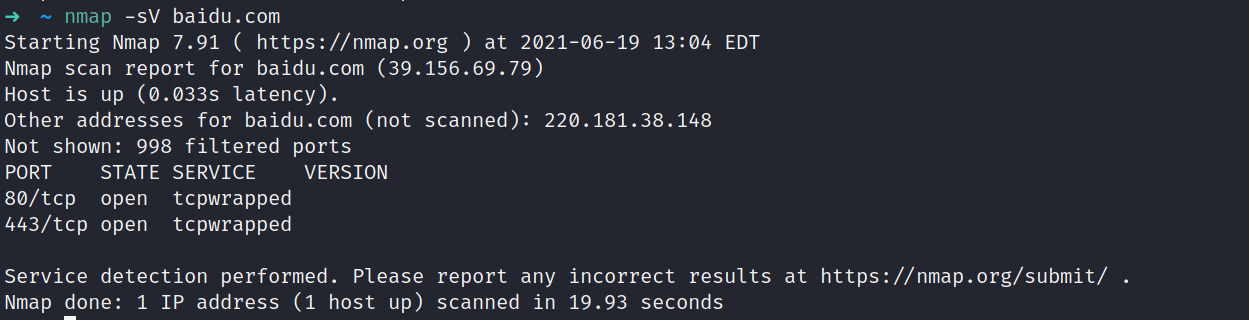 → ~ nmap -sV baidu.com
Starting Nmap 7.91 ( https://nmap.org ) at 2021-06-19 13:04 EDT
Nmap scan report for baidu.com (39.156.69.79)
Host is up (0.033s latency).
Other addresses for baidu.com (not scanned): 220.181.38.148
Not shown: 998 filtered ports
PORT    STATE SERVICE    VERSION
80/tcp  open  tcpwrapped
443/tcp open  tcpwrapped
Service detection performed. Please report any incorrect results at https://nmap.org/submit/ .
Nmap done: 1 IP address (1 host up) scanned in 19.93 seconds